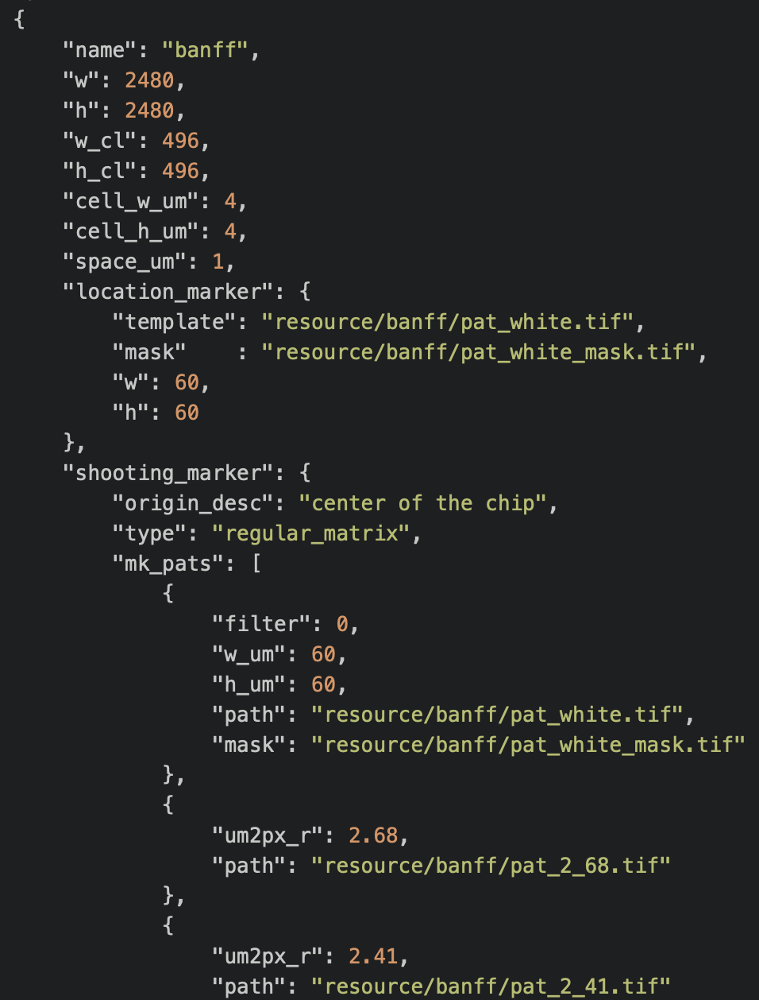 {
    "name": "banff",
    "w": 2480,
    "h": 2480,
    "w_cl": 496,
    "h_cl": 496,
    "cell_w_um": 4,
    "cell_h_um": 4,
    "space_um": 1,
    "location_marker": {
        "template": "resource/banff/pat_white.tif",
        "mask"    : "resource/banff/pat_white_mask.tif",
        "w": 60,
        "h": 60
    },
    "shooting_marker": {
        "origin_desc": "center of the chip",
        "type": "regular_matrix",
        "mk_pats": [
            {
                "filter": 0,
                "w_um": 60,
                "h_um": 60,
                "path": "resource/banff/pat_white.tif",
                "mask": "resource/banff/pat_white_mask.tif"
            },
            {
                "um2px_r": 2.68,
                "path": "resource/banff/pat_2_68.tif"
            },
            {
                "um2px_r": 2.41,
                "path": "resource/banff/pat_2_41.tif"